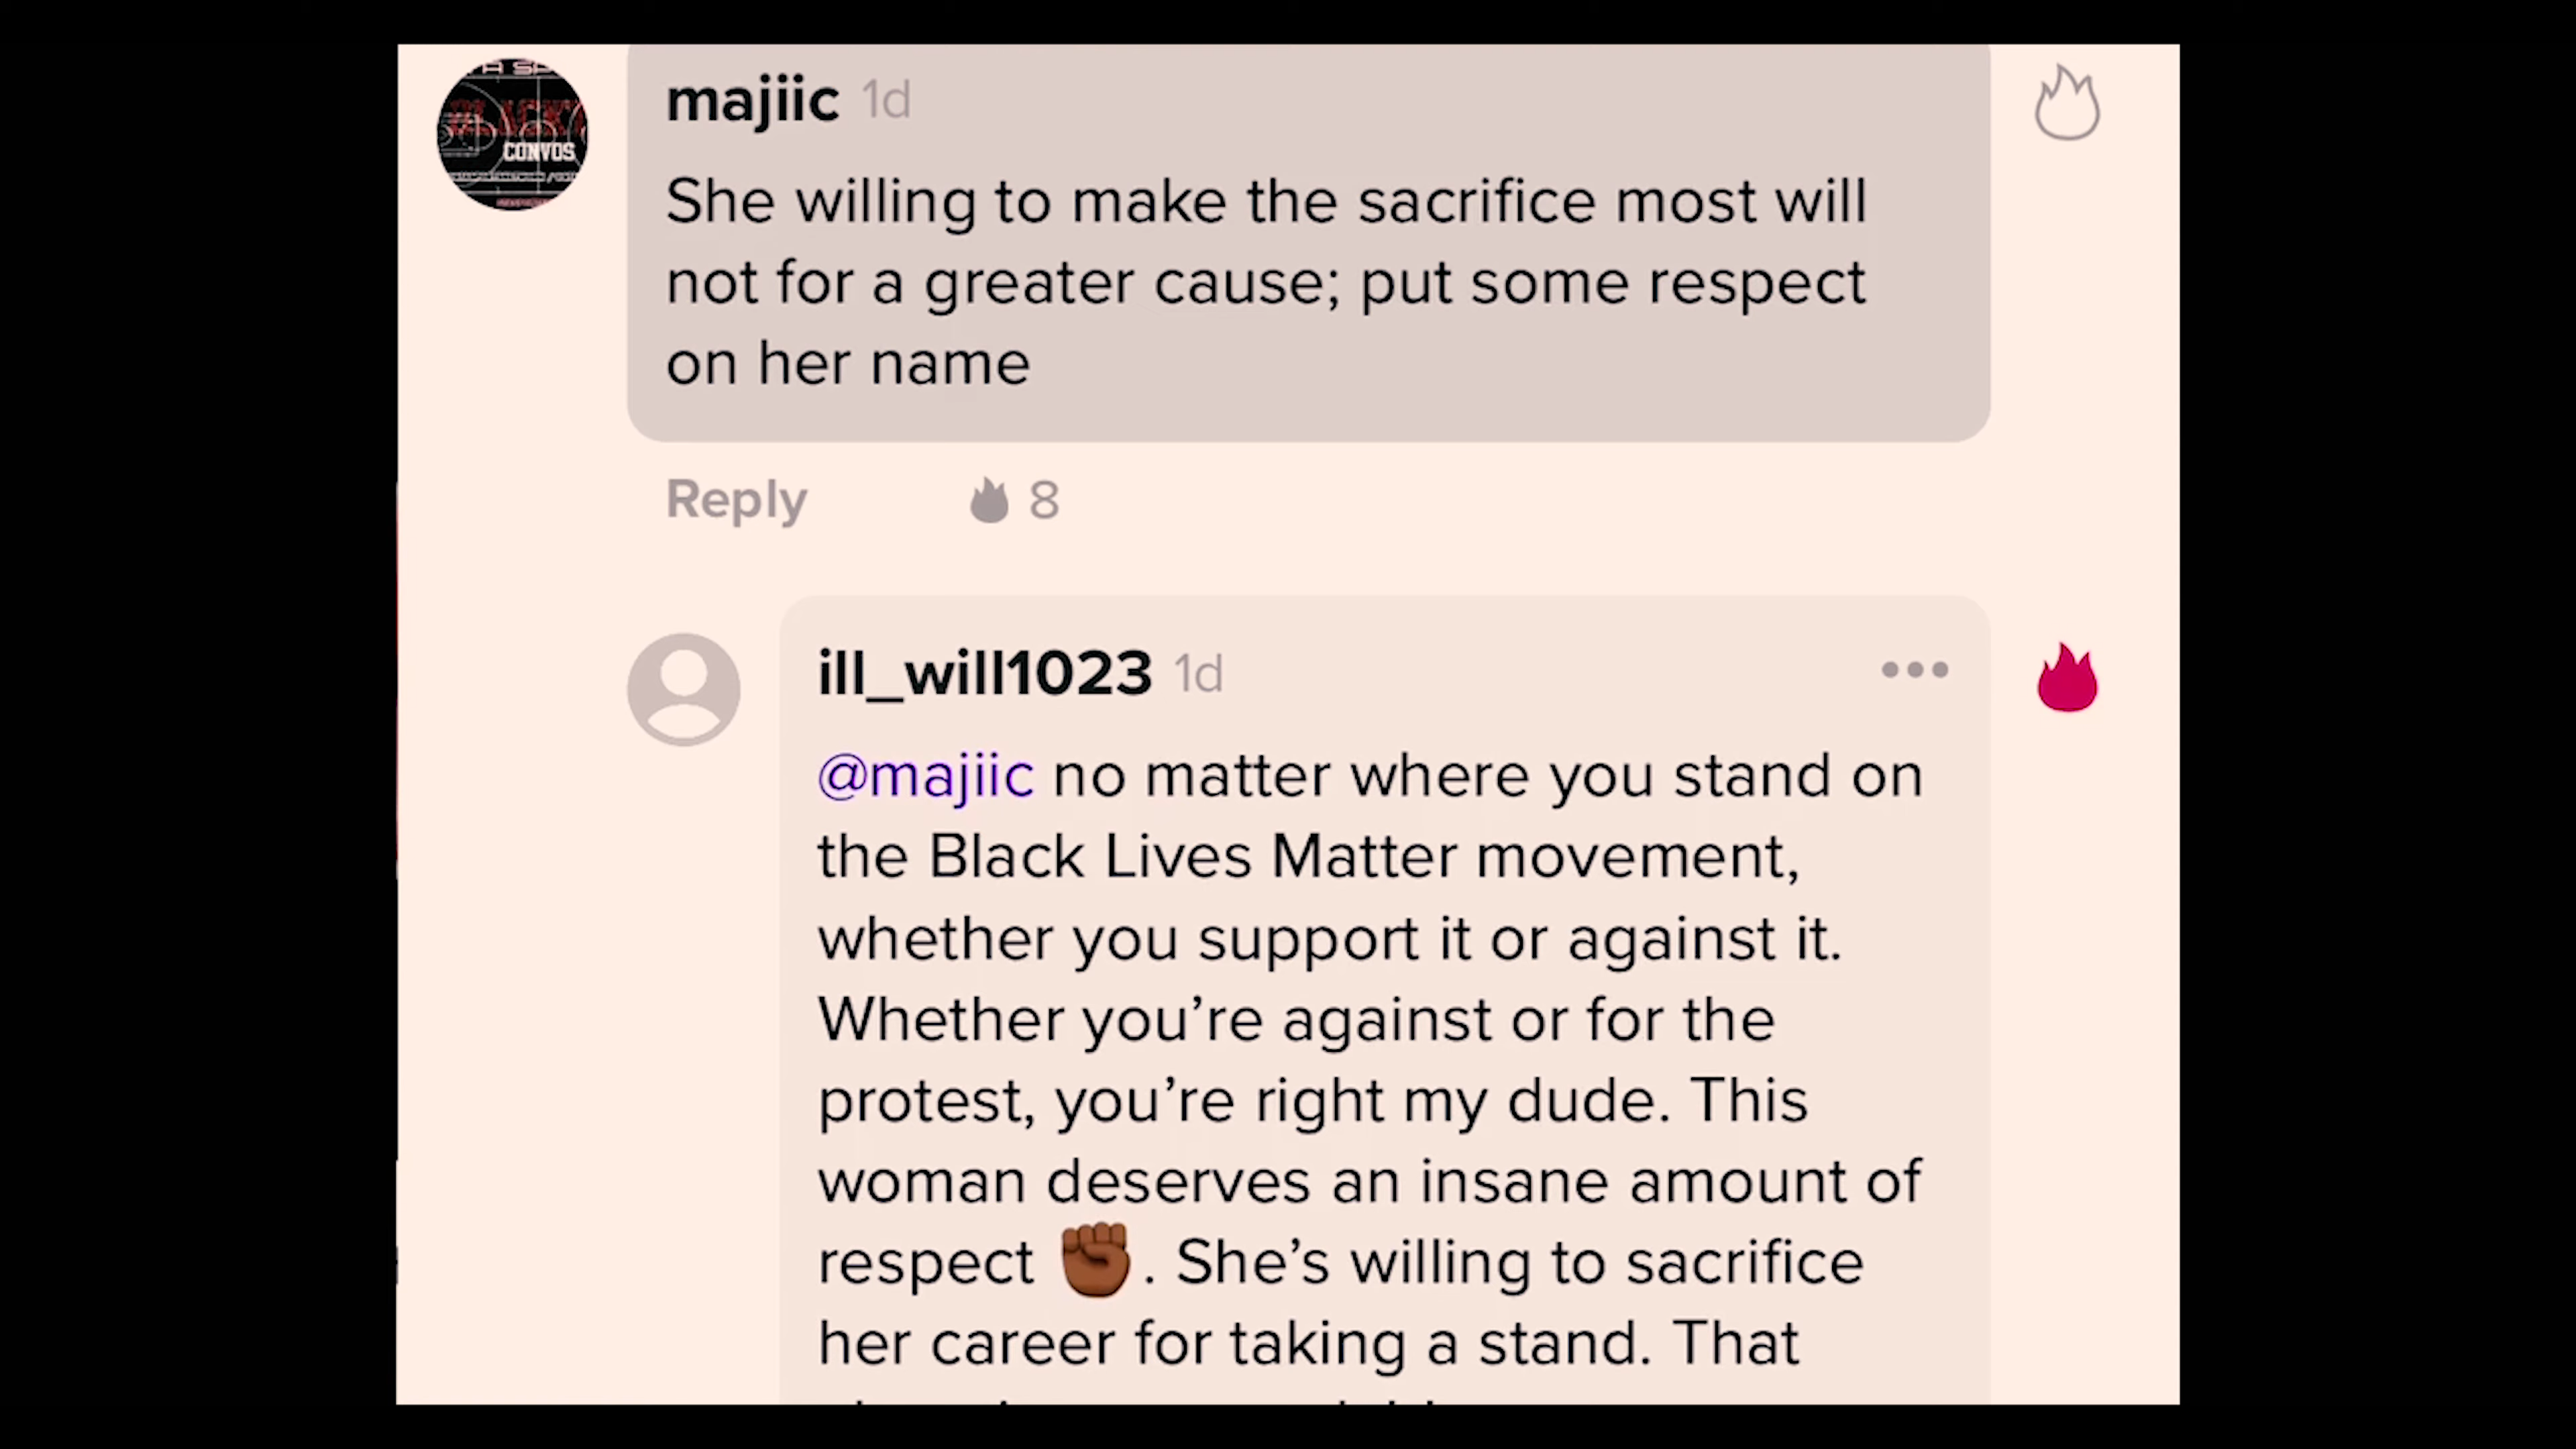 majiic 1d
She willing to make the sacrifice most will
not for a greater cause; put some respect
on her name
CONVOS
Reply 8
ill_will1023 1d
@majiic no matter where you stand on
the Black Lives Matter movement,
whether you support it or against it.
Whether you’re against or for the
protest, you’re right my dude. This
woman deserves an insane amount of
respect ✊🏾. She’s willing to sacrifice
her career for taking a stand. That